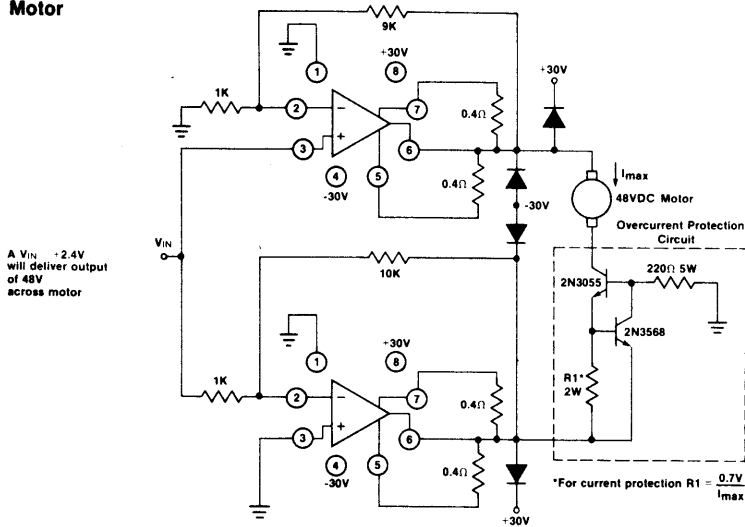 Motor
9K
+30V
1
8
+30V
1K
2
7
0.4Ω
3
6
4
5
-30V
0.4Ω
Imax
48VDC Motor
-30V
Overcurrent Protection
Circuit
VIN
A VIN +2.4V
will deliver output
of 48V
across motor
10K
220Ω 5W
2N3055
2N3568
1
+30V
8
1K
2
7
R1*
2W
0.4Ω
3
6
4
5
-30V
0.4Ω
*For current protection R1 = 0.7V
Imax
+30V